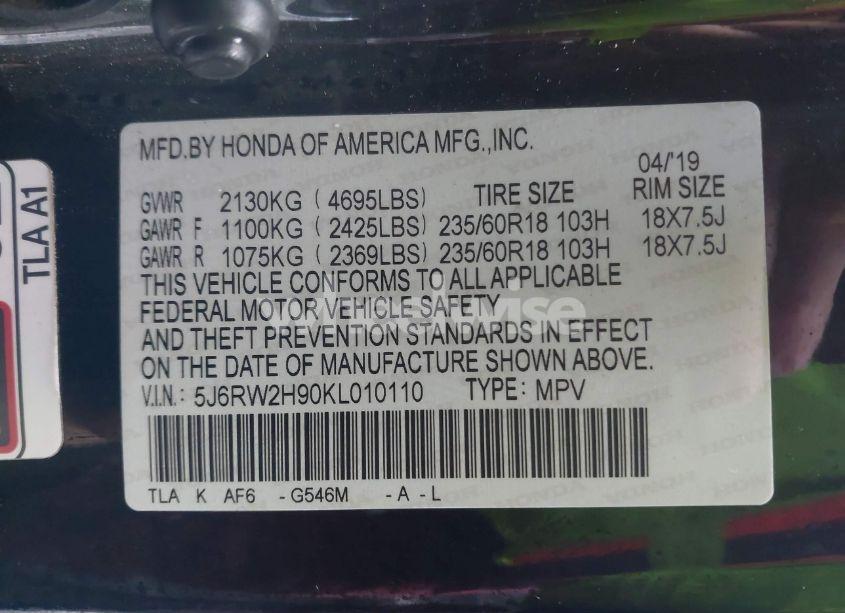 MFD.BY HONDA OF AMERICA MFG.,INC.
04/'19
GVWR 2130KG ( 4695LBS) TIRE SIZE RIM SIZE
GAWR F 1100KG ( 2425LBS) 235/60R18 103H 18X7.5J
GAWR R 1075KG ( 2369LBS) 235/60R18 103H 18X7.5J
THIS VEHICLE CONFORMS TO ALL APPLICABLE
FEDERAL MOTOR VEHICLE SAFETY
AND THEFT PREVENTION STANDARDS IN EFFECT
ON THE DATE OF MANUFACTURE SHOWN ABOVE.
V.I.N.: 5J6RW2H90KL010110 TYPE: MPV
TLA K AF6 -G546M -A -L
TLA A1